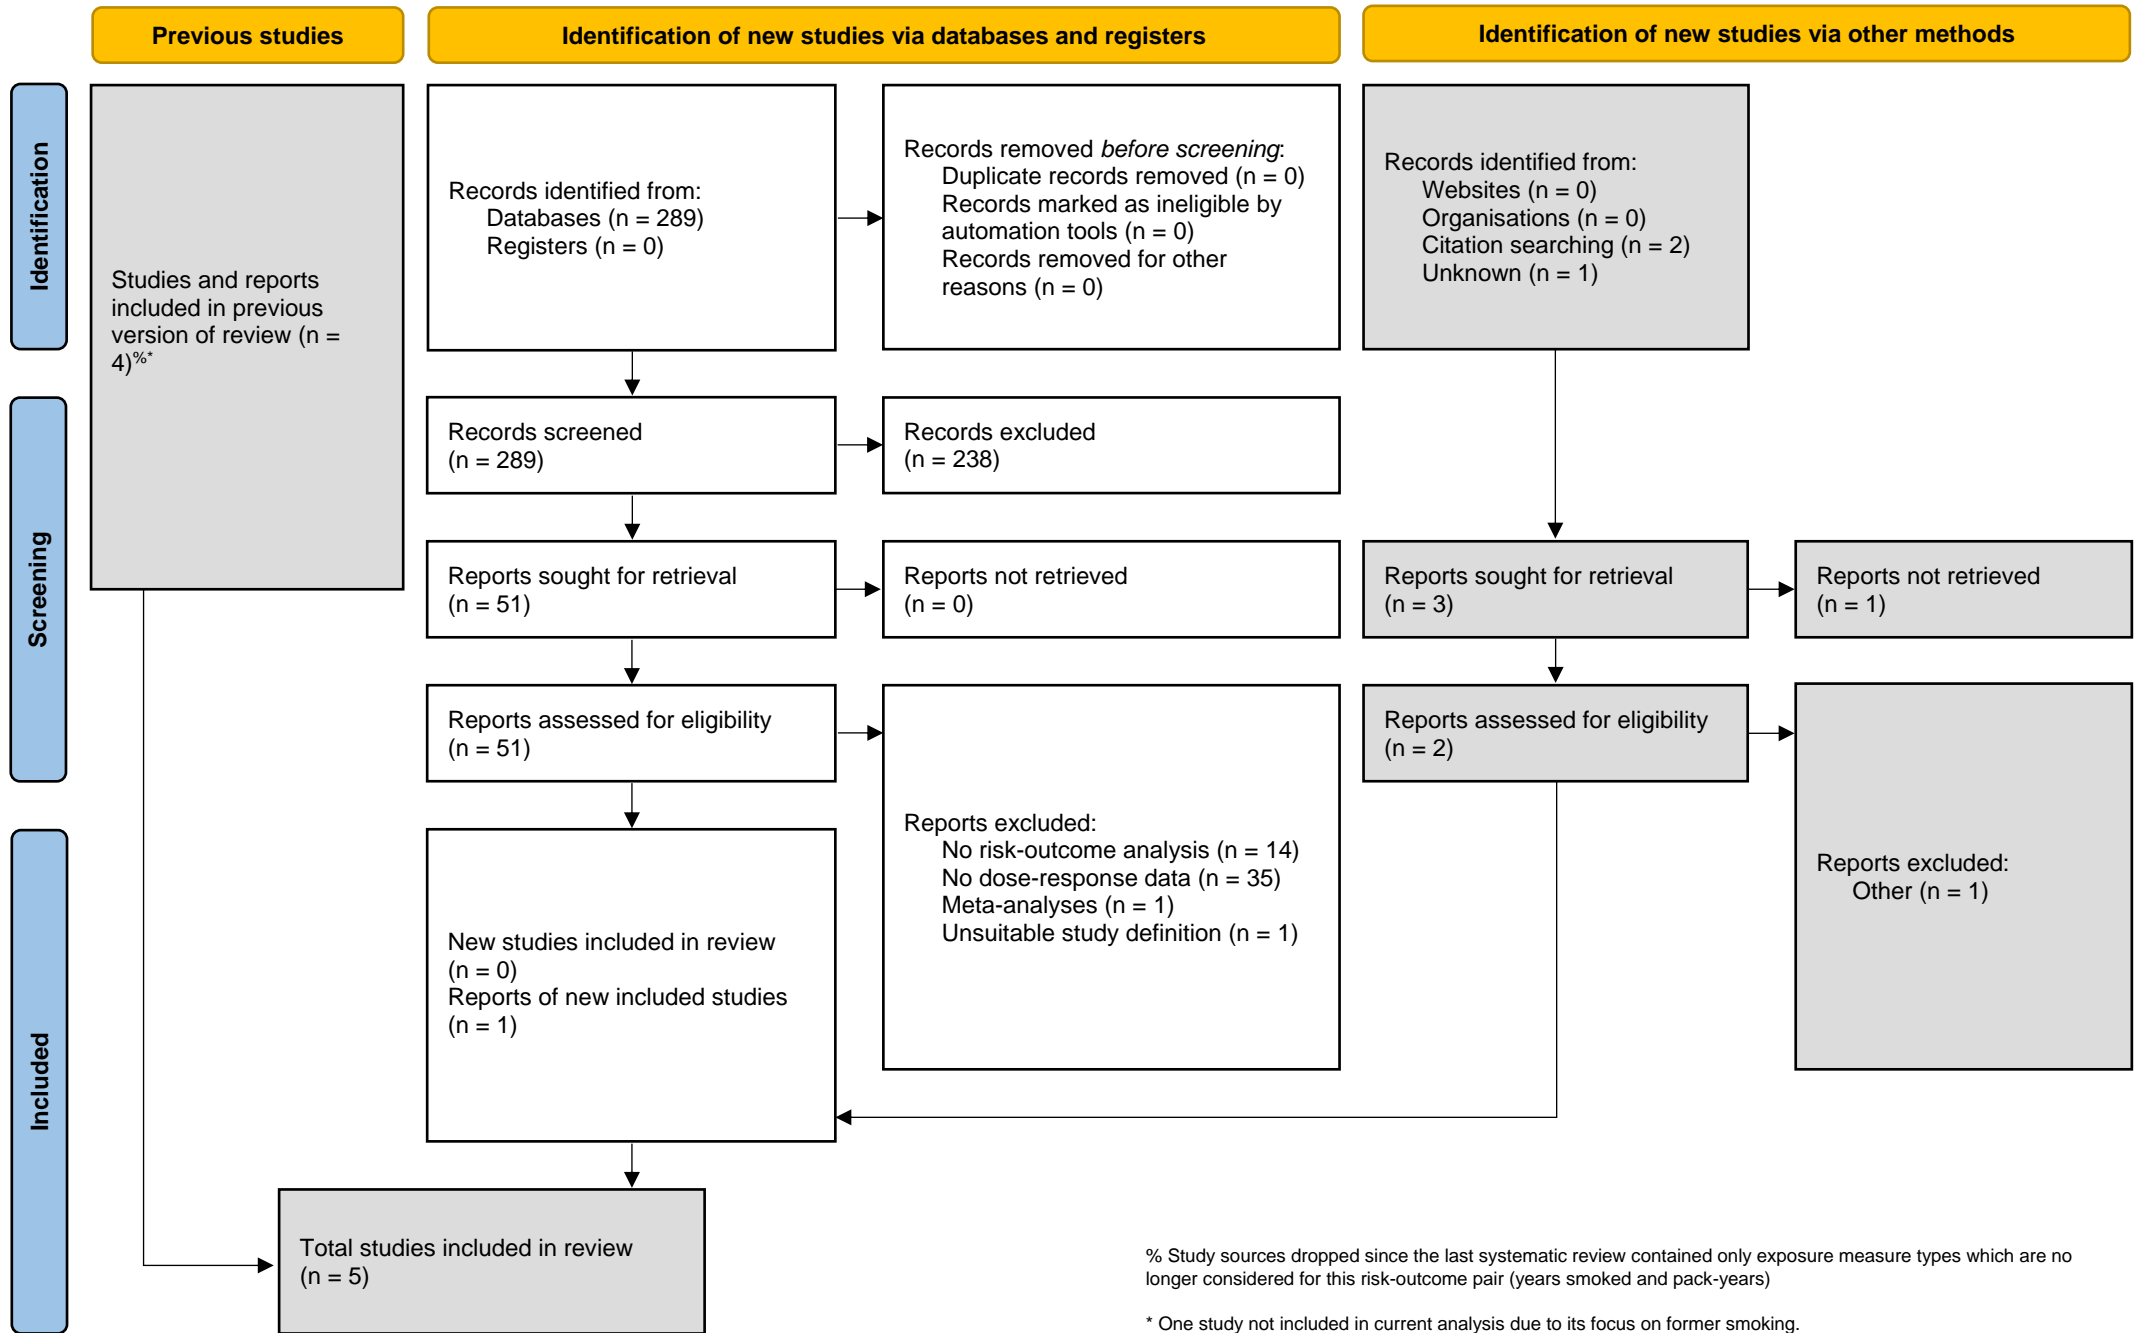 Previous studies
Identification of new studies via databases and registers
Identification of new studies via other methods
Identification
Studies and reports
included in previous
version of review (n =
4)%*
Records identified from:
Databases (n = 289)
Registers (n = 0)
Records removed before screening:
Duplicate records removed (n = 0)
Records marked as ineligible by
automation tools (n = 0)
Records removed for other
reasons (n = 0)
Records identified from:
Websites (n = 0)
Organisations (n = 0)
Citation searching (n = 2)
Unknown (n = 1)
Screening
Records screened
(n = 289)
Records excluded
(n = 238)
Reports sought for retrieval
(n = 51)
Reports not retrieved
(n = 0)
Reports sought for retrieval
(n = 3)
Reports not retrieved
(n = 1)
Reports assessed for eligibility
(n = 51)
Reports excluded:
No risk-outcome analysis (n = 14)
No dose-response data (n = 35)
Meta-analyses (n = 1)
Unsuitable study definition (n = 1)
Reports assessed for eligibility
(n = 2)
Reports excluded:
Other (n = 1)
Included
New studies included in review
(n = 0)
Reports of new included studies
(n = 1)
Total studies included in review
(n = 5)
% Study sources dropped since the last systematic review contained only exposure measure types which are no
longer considered for this risk-outcome pair (years smoked and pack-years)
* One study not included in current analysis due to its focus on former smoking.